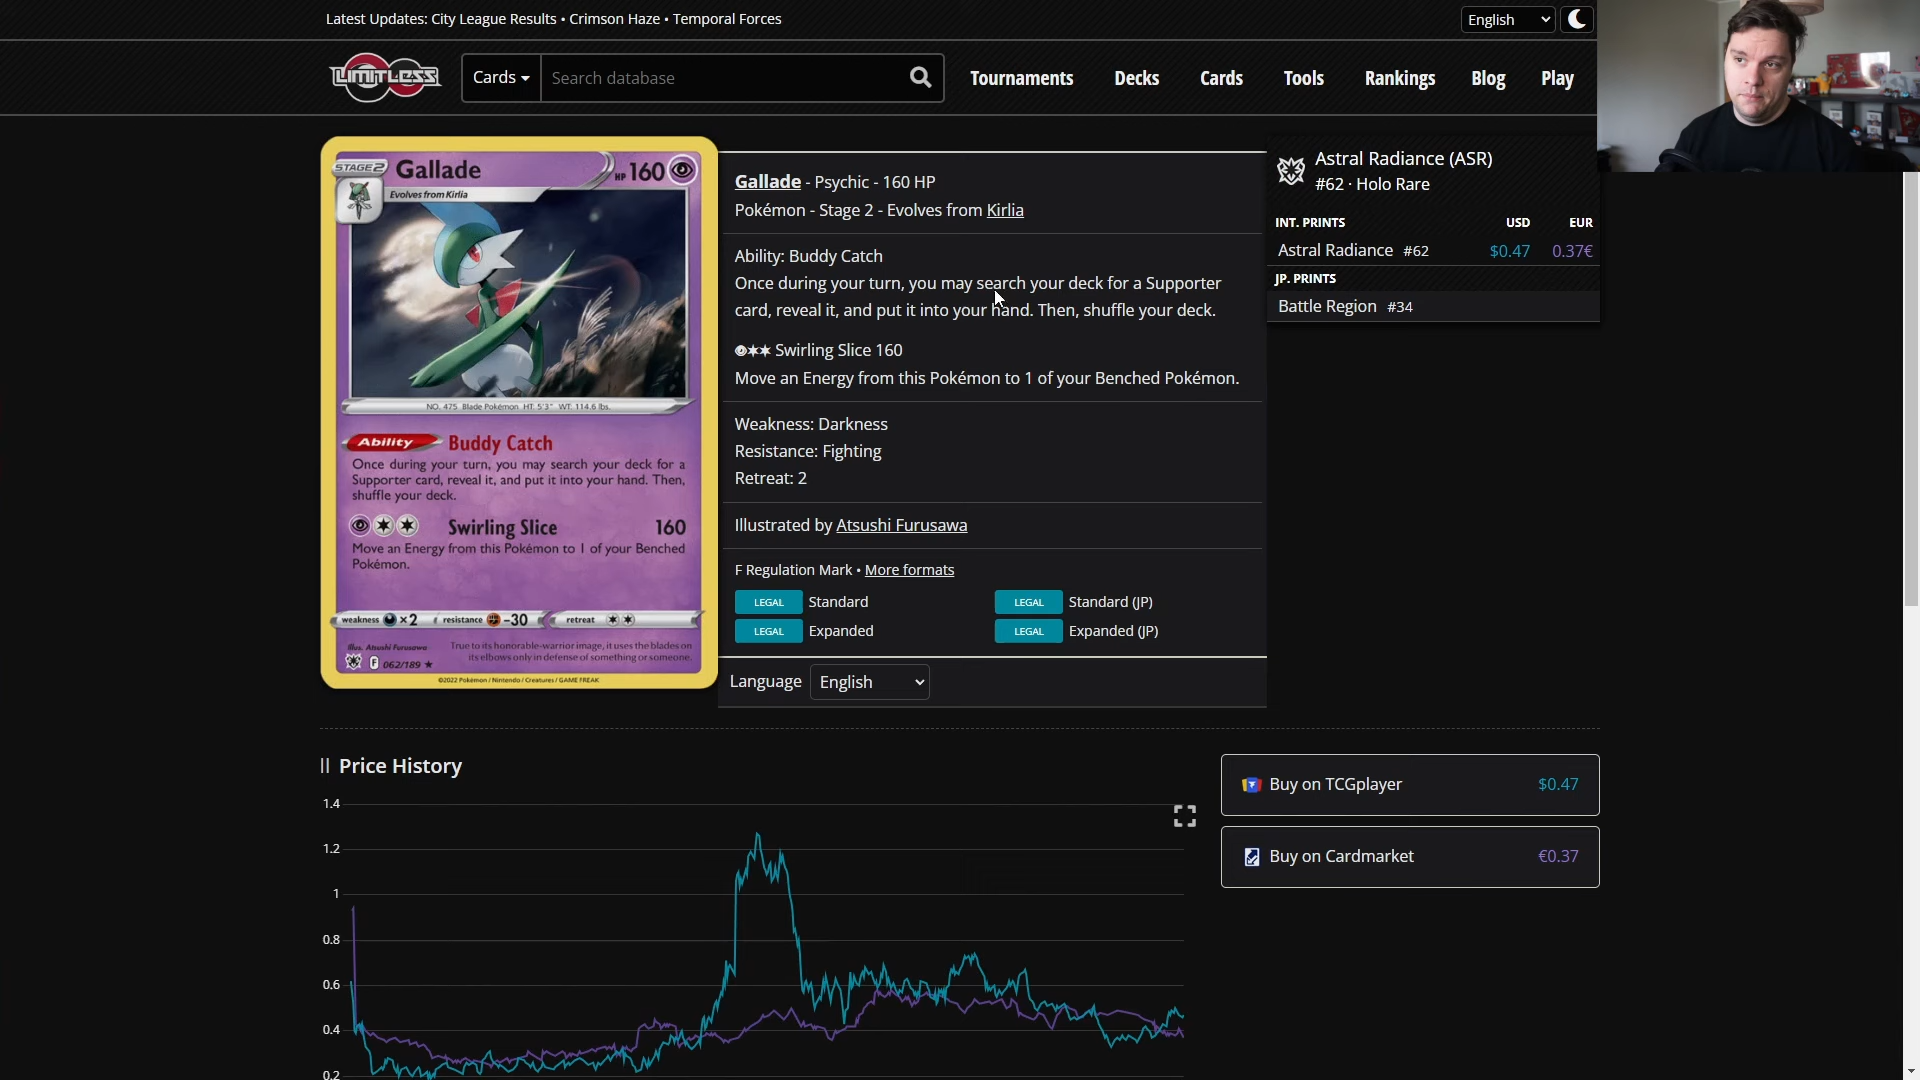 Latest Updates: City League Results • Crimson Haze • Temporal Forces
English
LIMITLESS
Cards
Search database
Tournaments
Decks
Cards
Tools
Rankings
Blog
Play
STAGE2
Gallade
HP 160
Evolves from Kirlia
NO. 475 Blade Pokémon HT: 5'3" WT: 114.6 lbs.
Ability Buddy Catch
Once during your turn, you may search your deck for a
Supporter card, reveal it, and put it into your hand. Then,
shuffle your deck.
Swirling Slice 160
Move an Energy from this Pokémon to 1 of your Benched
Pokémon.
weakness ×2 resistance -30 retreat
Illus. Atsushi Furusawa
F 062/189 ★
True to its honorable-warrior image, it uses the blades on
its elbows only in defense of something or someone.
©2022 Pokémon / Nintendo / Creatures / GAME FREAK
Gallade - Psychic - 160 HP
Pokémon - Stage 2 - Evolves from Kirlia
Ability: Buddy Catch
Once during your turn, you may search your deck for a Supporter
card, reveal it, and put it into your hand. Then, shuffle your deck.
Swirling Slice 160
Move an Energy from this Pokémon to 1 of your Benched Pokémon.
Weakness: Darkness
Resistance: Fighting
Retreat: 2
Illustrated by Atsushi Furusawa
F Regulation Mark • More formats
LEGAL Standard
LEGAL Standard (JP)
LEGAL Expanded
LEGAL Expanded (JP)
Language English
Astral Radiance (ASR)
#62 · Holo Rare
INT. PRINTS USD EUR
Astral Radiance #62 $0.47 0.37€
JP. PRINTS
Battle Region #34
Price History
1.4
1.2
1
0.8
0.6
0.4
0.2
Buy on TCGplayer $0.47
Buy on Cardmarket €0.37